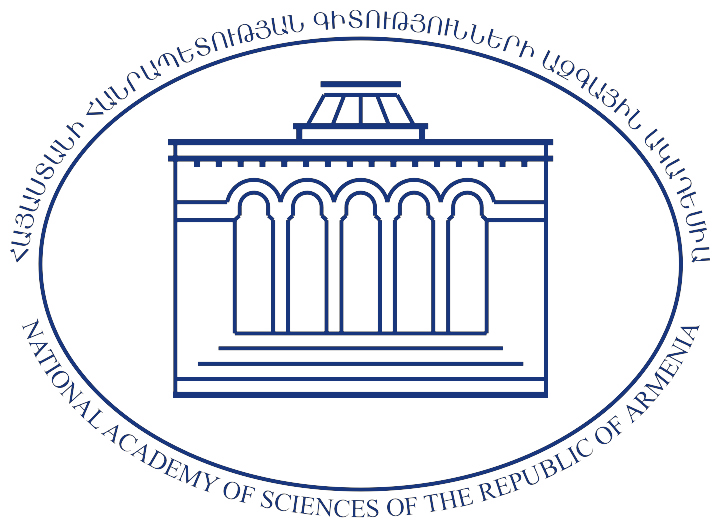 ՀԱՅԱՍՏԱՆԻ ՀԱՆՐԱՊԵՏՈՒԹՅԱՆ ԳԻՏՈՒԹՅՈՒՆՆԵՐԻ ԱԶԳԱՅԻՆ ԱԿԱԴԵՄԻԱ
NATIONAL ACADEMY OF SCIENCES OF THE REPUBLIC OF ARMENIA